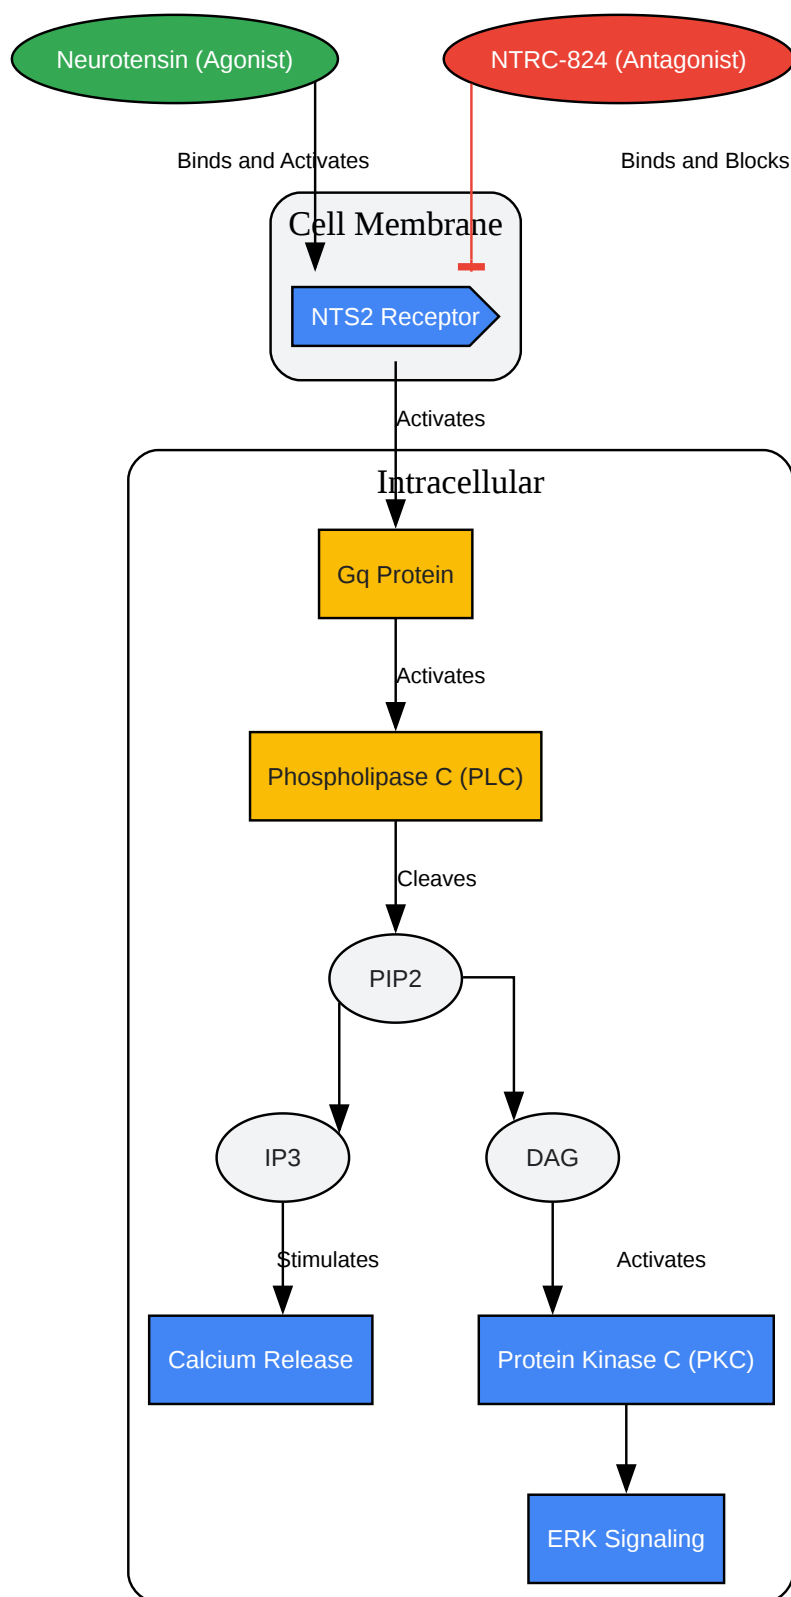 Neurotensin (Agonist)
NTRC-824 (Antagonist)
Binds and Activates
Binds and Blocks
Cell Membrane
NTS2 Receptor
Activates
Intracellular
Gq Protein
Activates
Phospholipase C (PLC)
Cleaves
PIP2
IP3
DAG
Stimulates
Activates
Calcium Release
Protein Kinase C (PKC)
ERK Signaling